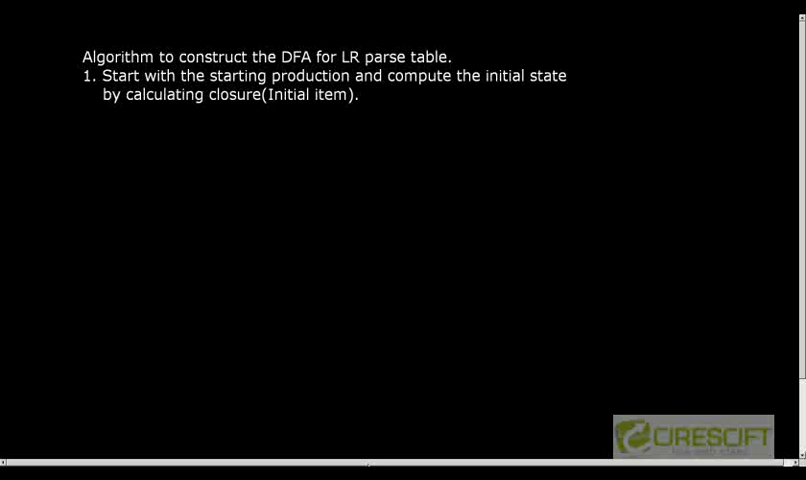 Algorithm to construct the DFA for LR parse table.
1. Start with the starting production and compute the initial state
by calculating closure(Initial item).
CIRESCIFT